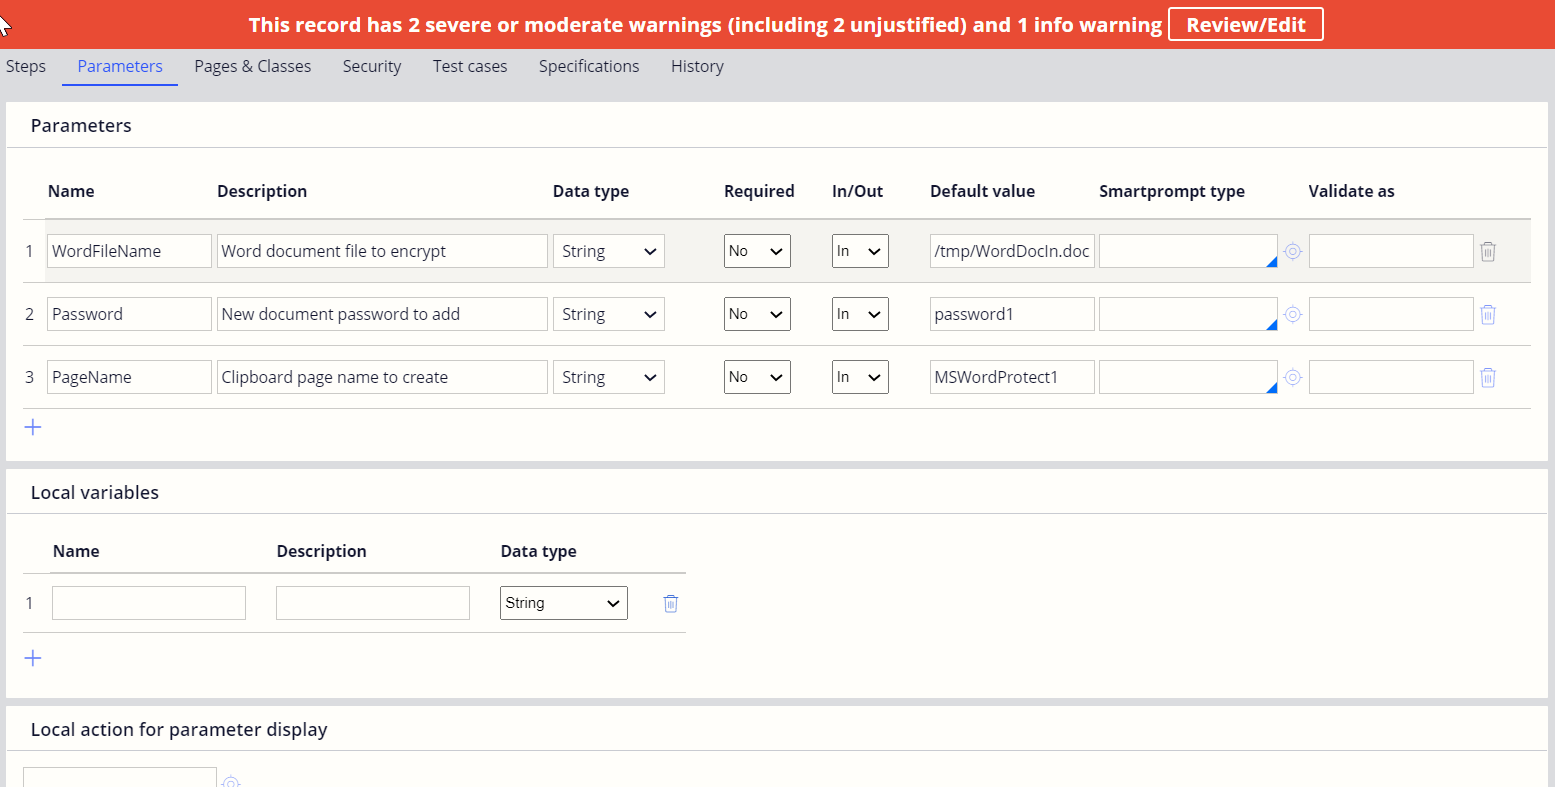 This record has 2 severe or moderate warnings (including 2 unjustified) and 1 info warning Review/Edit
Steps Parameters Pages & Classes Security Test cases Specifications History
Parameters
Name Description Data type Required In/Out Default value Smartprompt type Validate as
1 WordFileName Word document file to encrypt String No In /tmp/WordDocIn.doc
2 Password New document password to add String No In password1
3 PageName Clipboard page name to create String No In MSWordProtect1
Local variables
Name Description Data type
1 String
Local action for parameter display